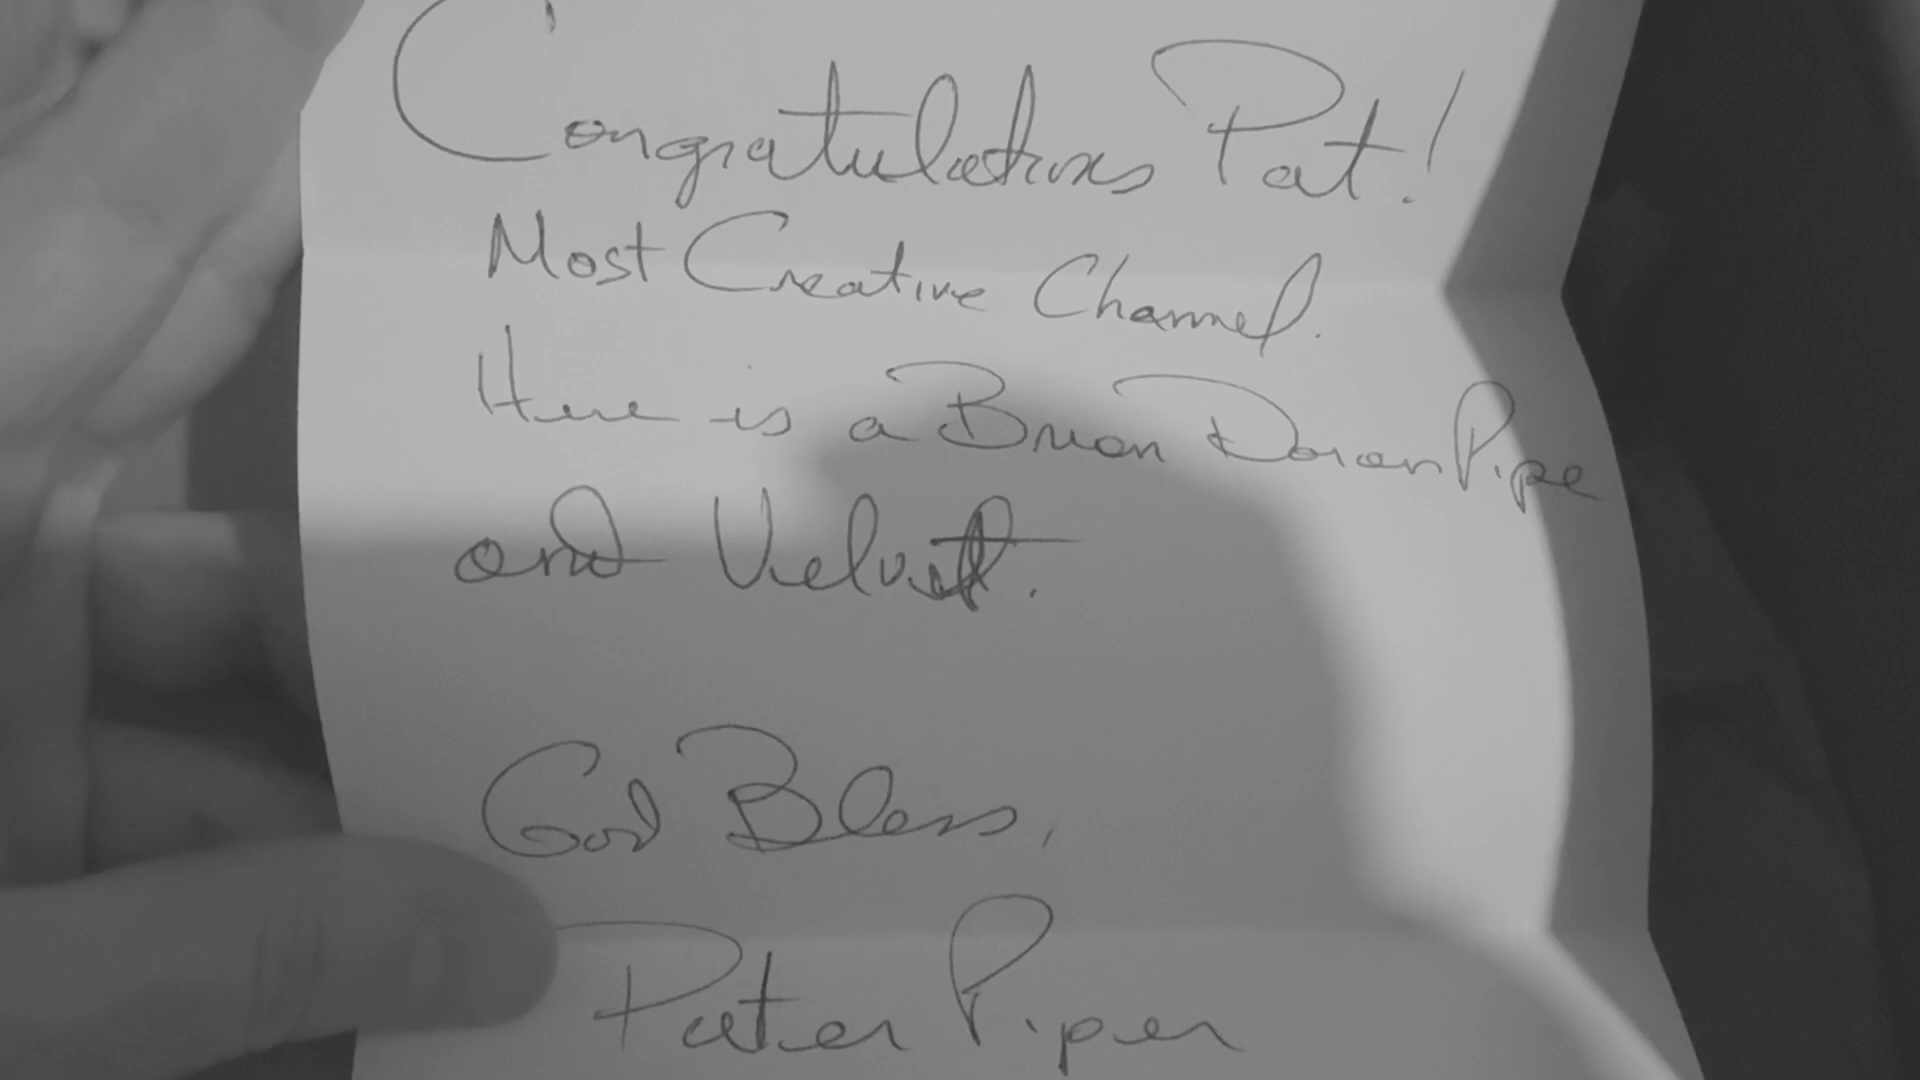 Congratulations Pat!
Most Creative Channel.
Here is a Brian Doran Pipe
and Velvet.
God Bless,
Peter Piper